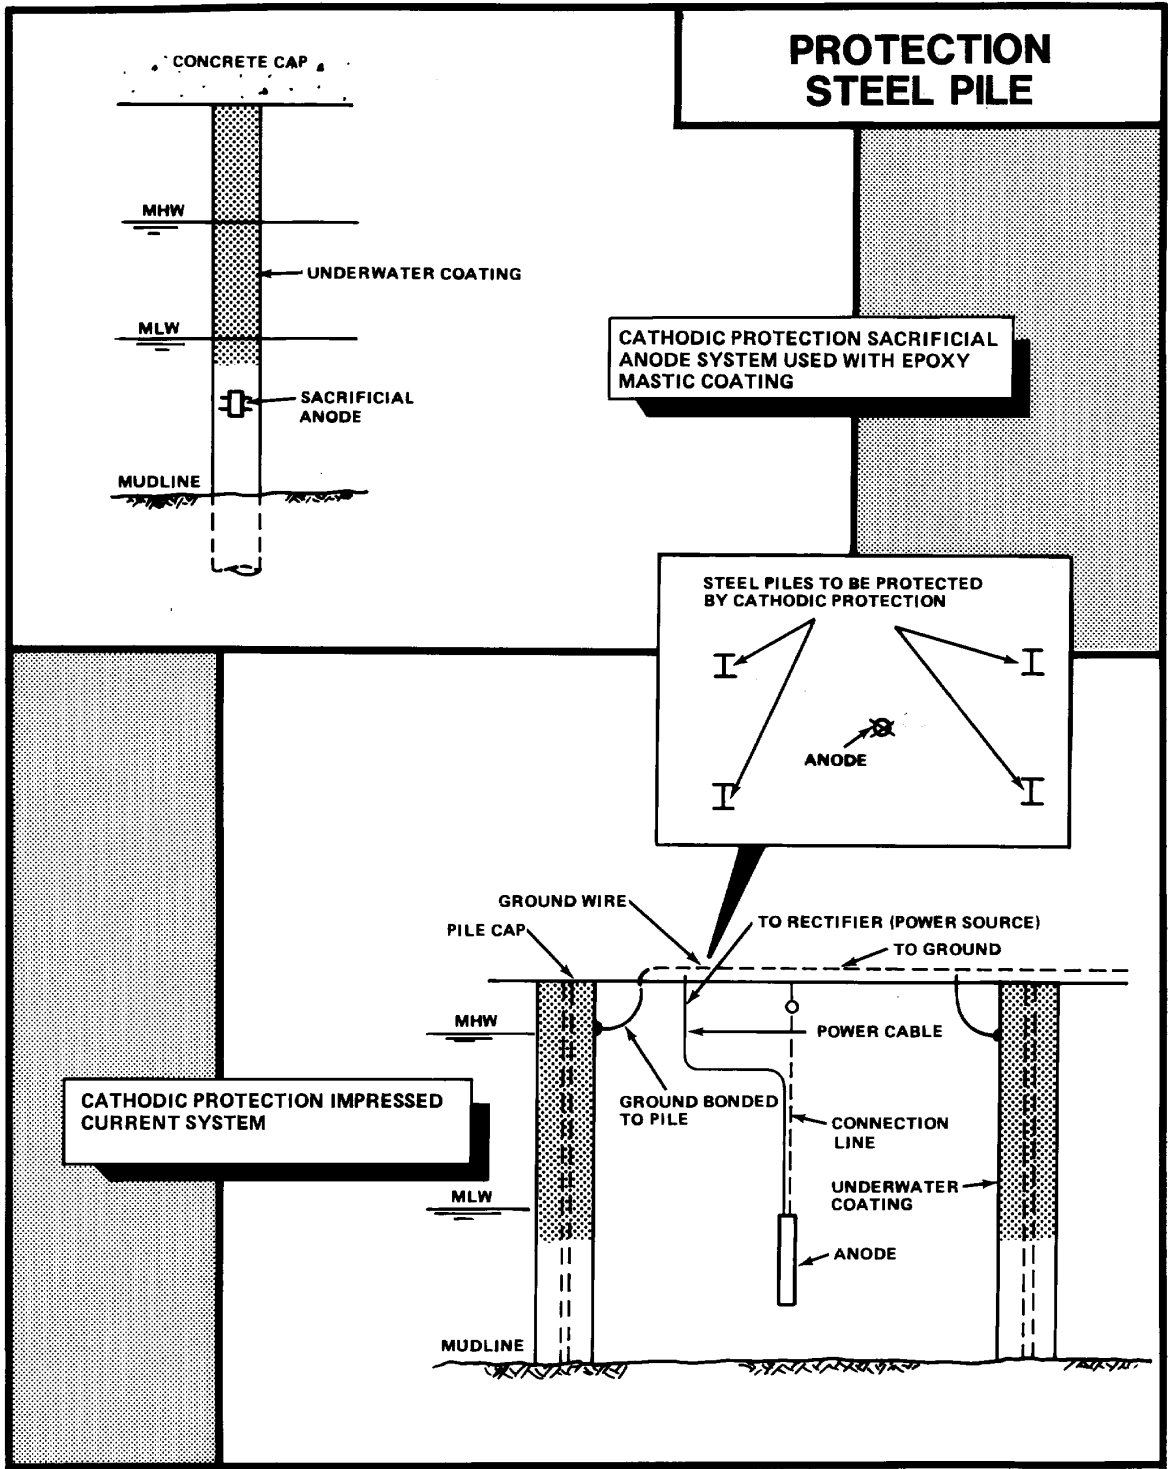 PROTECTION
STEEL PILE
CONCRETE CAP
MHW
UNDERWATER COATING
MLW
SACRIFICIAL
ANODE
MUDLINE
CATHODIC PROTECTION SACRIFICIAL
ANODE SYSTEM USED WITH EPOXY
MASTIC COATING
STEEL PILES TO BE PROTECTED
BY CATHODIC PROTECTION
ANODE
GROUND WIRE
PILE CAP
TO RECTIFIER (POWER SOURCE)
TO GROUND
MHW
POWER CABLE
GROUND BONDED
TO PILE
CONNECTION
LINE
CATHODIC PROTECTION IMPRESSED
CURRENT SYSTEM
MLW
UNDERWATER
COATING
ANODE
MUDLINE